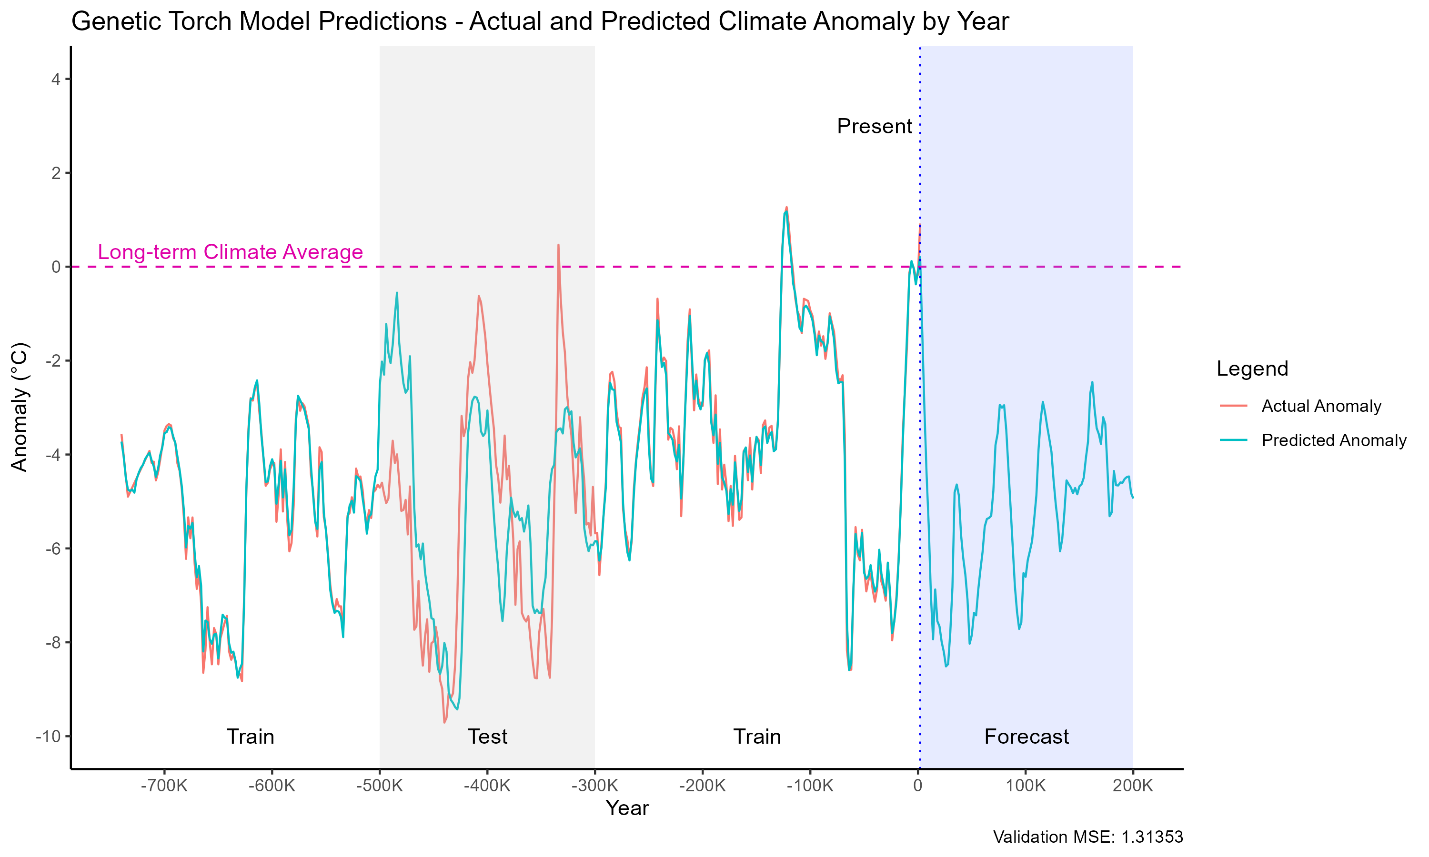 Genetic Torch Model Predictions - Actual and Predicted Climate Anomaly by Year
4
2
0
-2
-4
-6
-8
-10
Anomaly (°C)
Present
Long-term Climate Average
Train
Test
Train
Forecast
-700K
-600K
-500K
-400K
-300K
-200K
-100K
0
100K
200K
Year
Legend
Actual Anomaly
Predicted Anomaly
Validation MSE: 1.31353